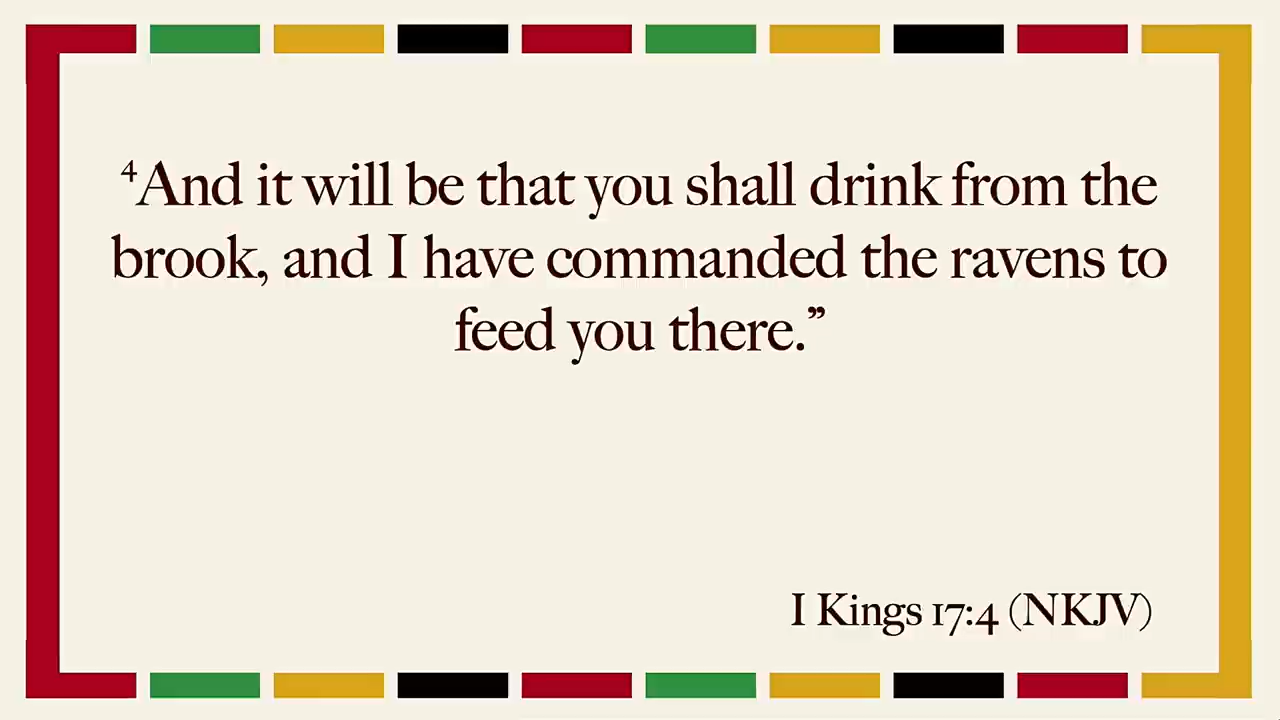 ⁴And it will be that you shall drink from the
brook, and I have commanded the ravens to
feed you there.”
I Kings 17:4 (NKJV)